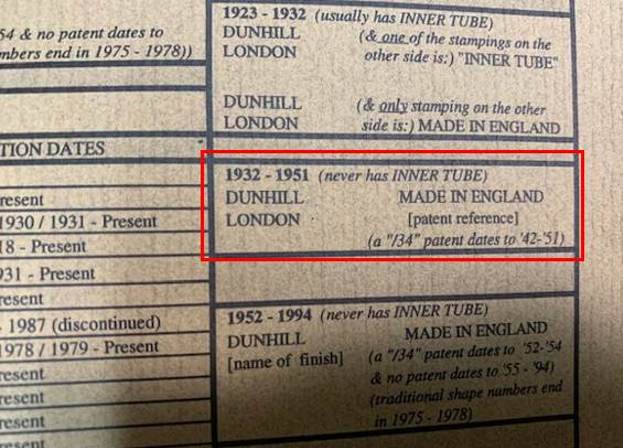 54 & no patent dates to
mbers end in 1975 - 1978))
TION DATES
resent
1930 / 1931 - Present
18 - Present
931 - Present
resent
- 1987 (discontinued)
1978 / 1979 - Present
resent
resent
resent
resent
1923 - 1932 (usually has INNER TUBE)
DUNHILL (& one of the stampings on the
LONDON other side is:) "INNER TUBE"
DUNHILL (& only stamping on the other
LONDON side is:) MADE IN ENGLAND
1932 - 1951 (never has INNER TUBE)
DUNHILL MADE IN ENGLAND
LONDON [patent reference]
(a "/34" patent dates to '42-'51)
1952 - 1994 (never has INNER TUBE)
DUNHILL MADE IN ENGLAND
[name of finish] (a "/34" patent dates to '52-'54
& no patent dates to '55 - '94)
(traditional shape numbers end
in 1975 - 1978)